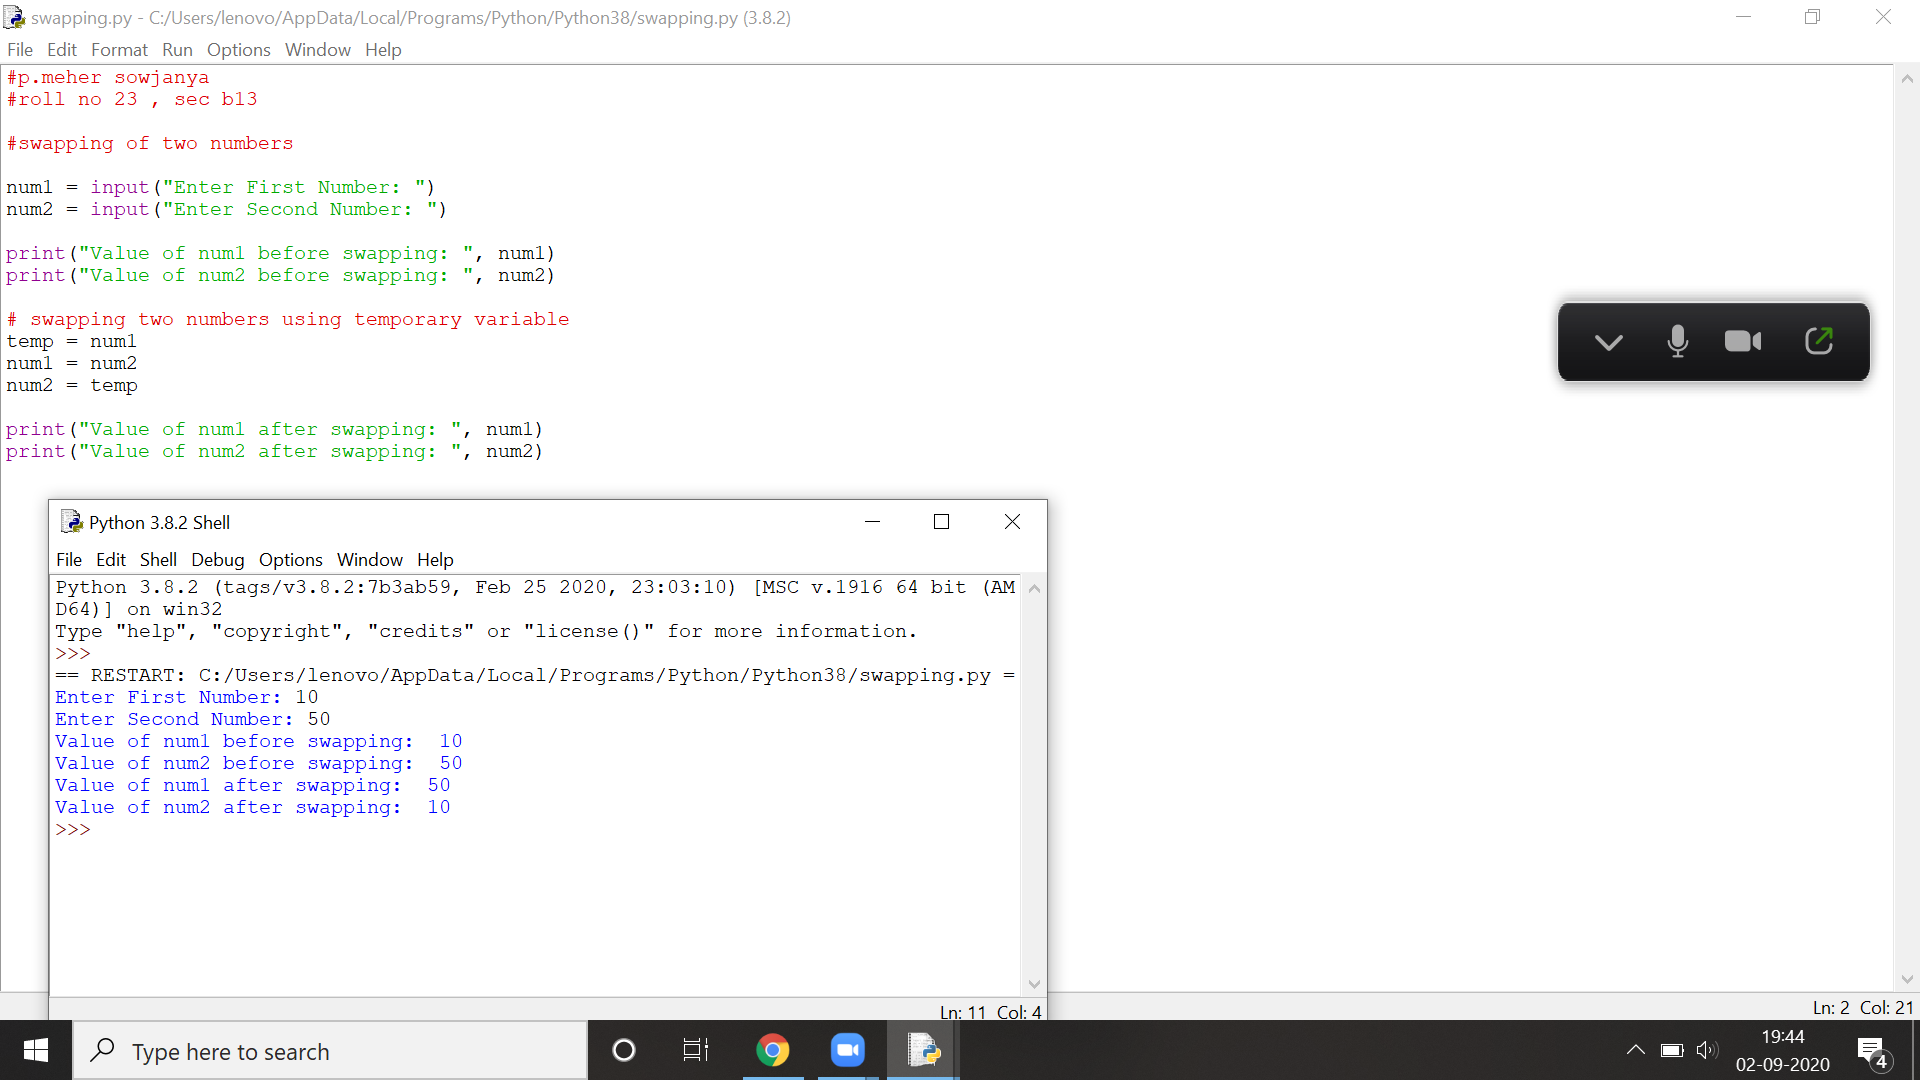 swapping.py - C:/Users/lenovo/AppData/Local/Programs/Python/Python38/swapping.py (3.8.2)
File Edit Format Run Options Window Help
#p.meher sowjanya
#roll no 23 , sec b13
#swapping of two numbers
num1 = input("Enter First Number: ")
num2 = input("Enter Second Number: ")
print("Value of num1 before swapping: ", num1)
print("Value of num2 before swapping: ", num2)
# swapping two numbers using temporary variable
temp = num1
num1 = num2
num2 = temp
print("Value of num1 after swapping: ", num1)
print("Value of num2 after swapping: ", num2)
Python 3.8.2 Shell
File Edit Shell Debug Options Window Help
Python 3.8.2 (tags/v3.8.2:7b3ab59, Feb 25 2020, 23:03:10) [MSC v.1916 64 bit (AM
D64)] on win32
Type "help", "copyright", "credits" or "license()" for more information.
>>>
== RESTART: C:/Users/lenovo/AppData/Local/Programs/Python/Python38/swapping.py =
Enter First Number: 10
Enter Second Number: 50
Value of num1 before swapping:  10
Value of num2 before swapping:  50
Value of num1 after swapping:  50
Value of num2 after swapping:  10
>>>
Ln: 11 Col: 4
Ln: 2 Col: 21
Type here to search
19:44
02-09-2020
4